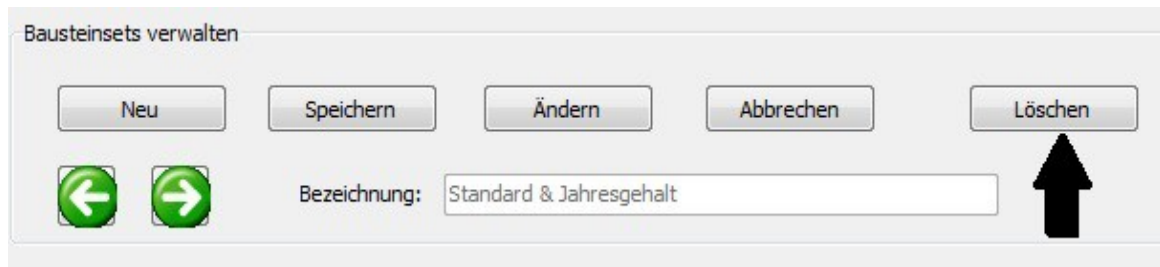 Bausteinsets verwalten
Neu Speichern Ändern Abbrechen Löschen
Bezeichnung: Standard & Jahresgehalt